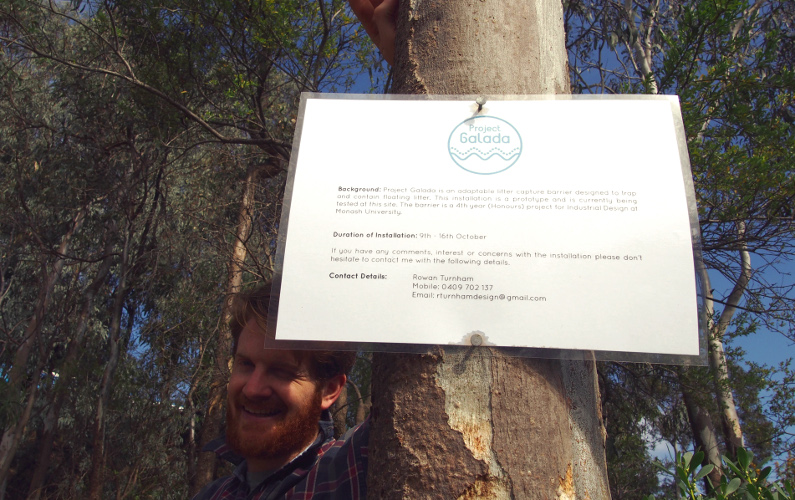 Project
Galada
Background: Project Galada is an adaptable litter capture barrier designed to trap
and contain floating litter. This installation is a prototype and is currently being
tested at this site. The barrier is a 4th year (Honours) project for Industrial Design at
Monash University.
Duration of Installation: 9th - 16th October
If you have any comments, interest or concerns with the installation please don't
hesitate to contact me with the following details.
Contact Details: Rowan Turnham
Mobile: 0409 702 137
Email: rturnhamdesign@gmail.com